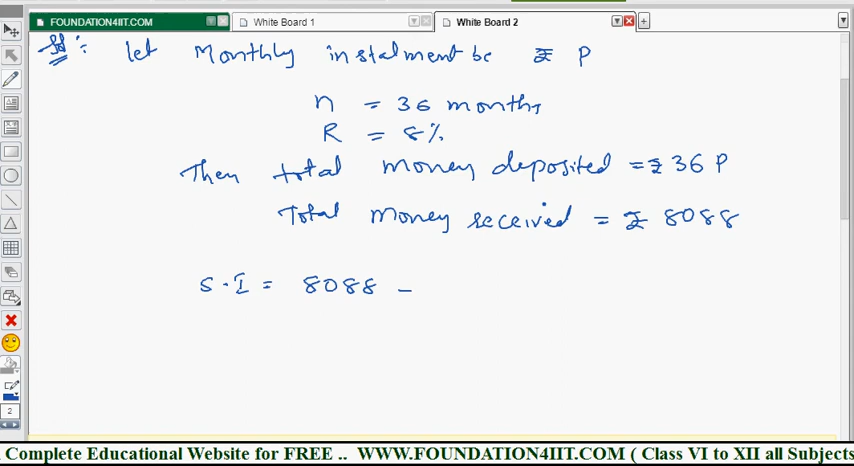 FOUNDATION4IIT.COM
White Board 1
White Board 2
Sol: let Monthly instalment be ₹ P
n = 36 months
R = 8%
Then total money deposited = ₹ 36 P
Total money received = ₹ 8088
S.I = 8088 -
2
Complete Educational Website for FREE .. WWW.FOUNDATION4IIT.COM ( Class VI to XII all Subjects